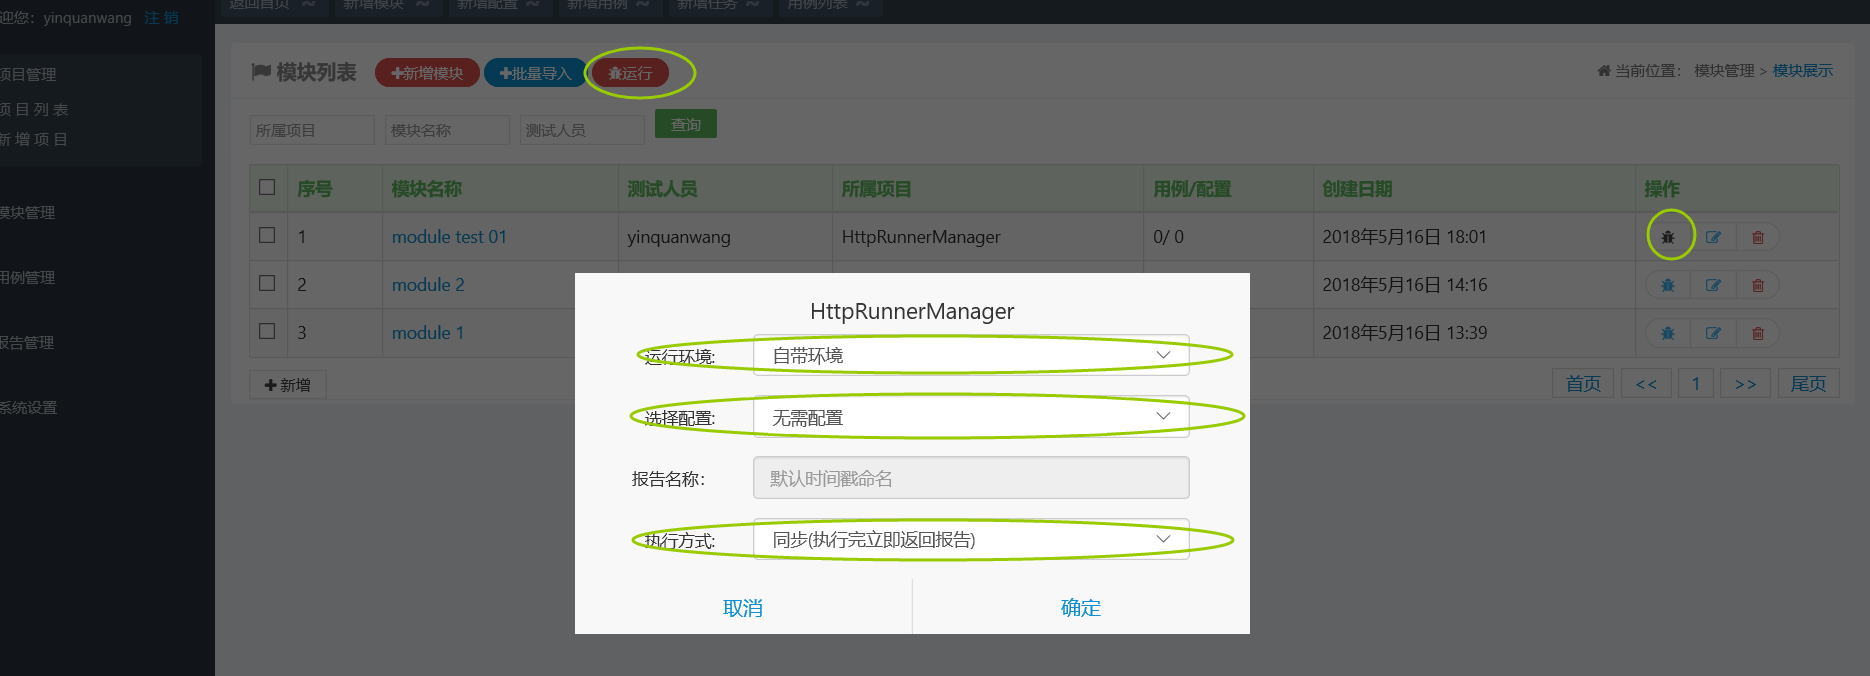 迎您：yinquanwang 注 销
返回首页 新增模块 新增配置 新增用例 新增任务 用例列表
项目管理
项 目 列 表
新 增 项 目
模块管理
用例管理
报告管理
系统设置
模块列表 新增模块 批量导入 运行
当前位置： 模块管理 > 模块展示
所属项目 模块名称 测试人员 查询
序号 模块名称 测试人员 所属项目 用例/配置 创建日期 操作
1 module test 01 yinquanwang HttpRunnerManager 0/ 0 2018年5月16日 18:01
2 module 2 2018年5月16日 14:16
3 module 1 2018年5月16日 13:39
新增
首页 << 1 >> 尾页
HttpRunnerManager
运行环境: 自带环境
选择配置: 无需配置
报告名称： 默认时间戳命名
执行方式: 同步(执行完立即返回报告)
取消 确定